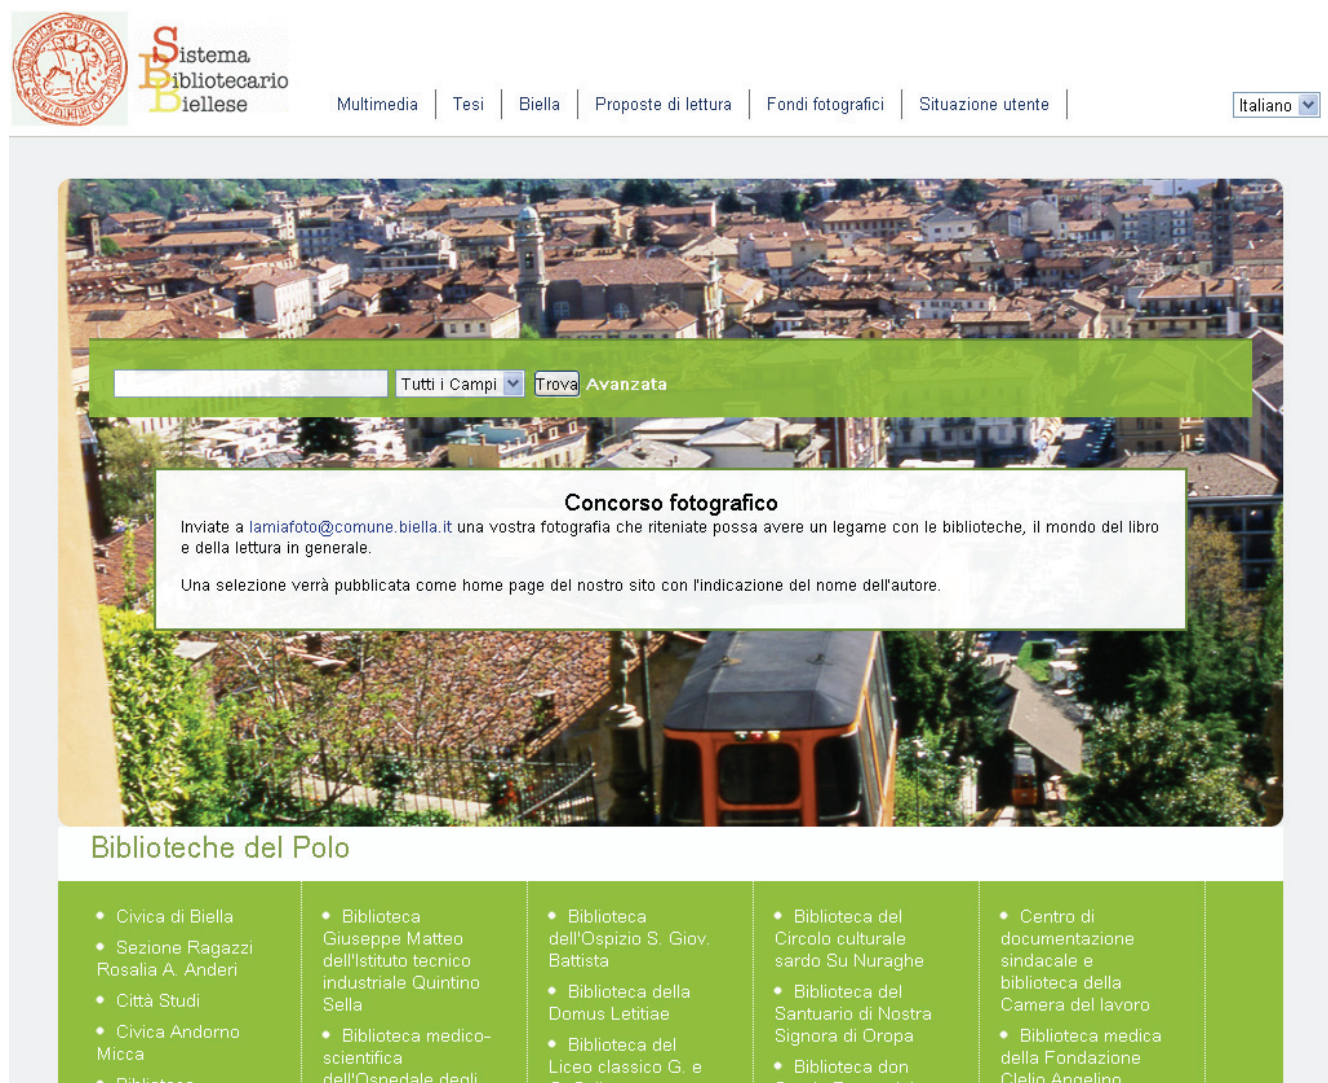 Sistema
Bibliotecario
Biellese
Multimedia
Tesi
Biella
Proposte di lettura
Fondi fotografici
Situazione utente
Italiano
Tutti i Campi
Trova
Avanzata
Concorso fotografico
Inviate a lamiafoto@comune.biella.it una vostra fotografia che riteniate possa avere un legame con le biblioteche, il mondo del libro
e della lettura in generale.
Una selezione verrà pubblicata come home page del nostro sito con l'indicazione del nome dell'autore.
Biblioteche del Polo
Civica di Biella
Sezione Ragazzi
Rosalia A. Anderi
Città Studi
Civica Andorno
Micca
Biblioteca
Giuseppe Matteo
dell'Istituto tecnico
industriale Quintino
Sella
Biblioteca medico-
scientifica
dell'Ospedale degli
Biblioteca
dell'Ospizio S. Giov.
Battista
Biblioteca della
Domus Letitiae
Biblioteca del
Liceo classico G. e
Biblioteca del
Circolo culturale
sardo Su Nuraghe
Biblioteca del
Santuario di Nostra
Signora di Oropa
Biblioteca don
Centro di
documentazione
sindacale e
biblioteca della
Camera del lavoro
Biblioteca medica
della Fondazione
Clelio Angelino